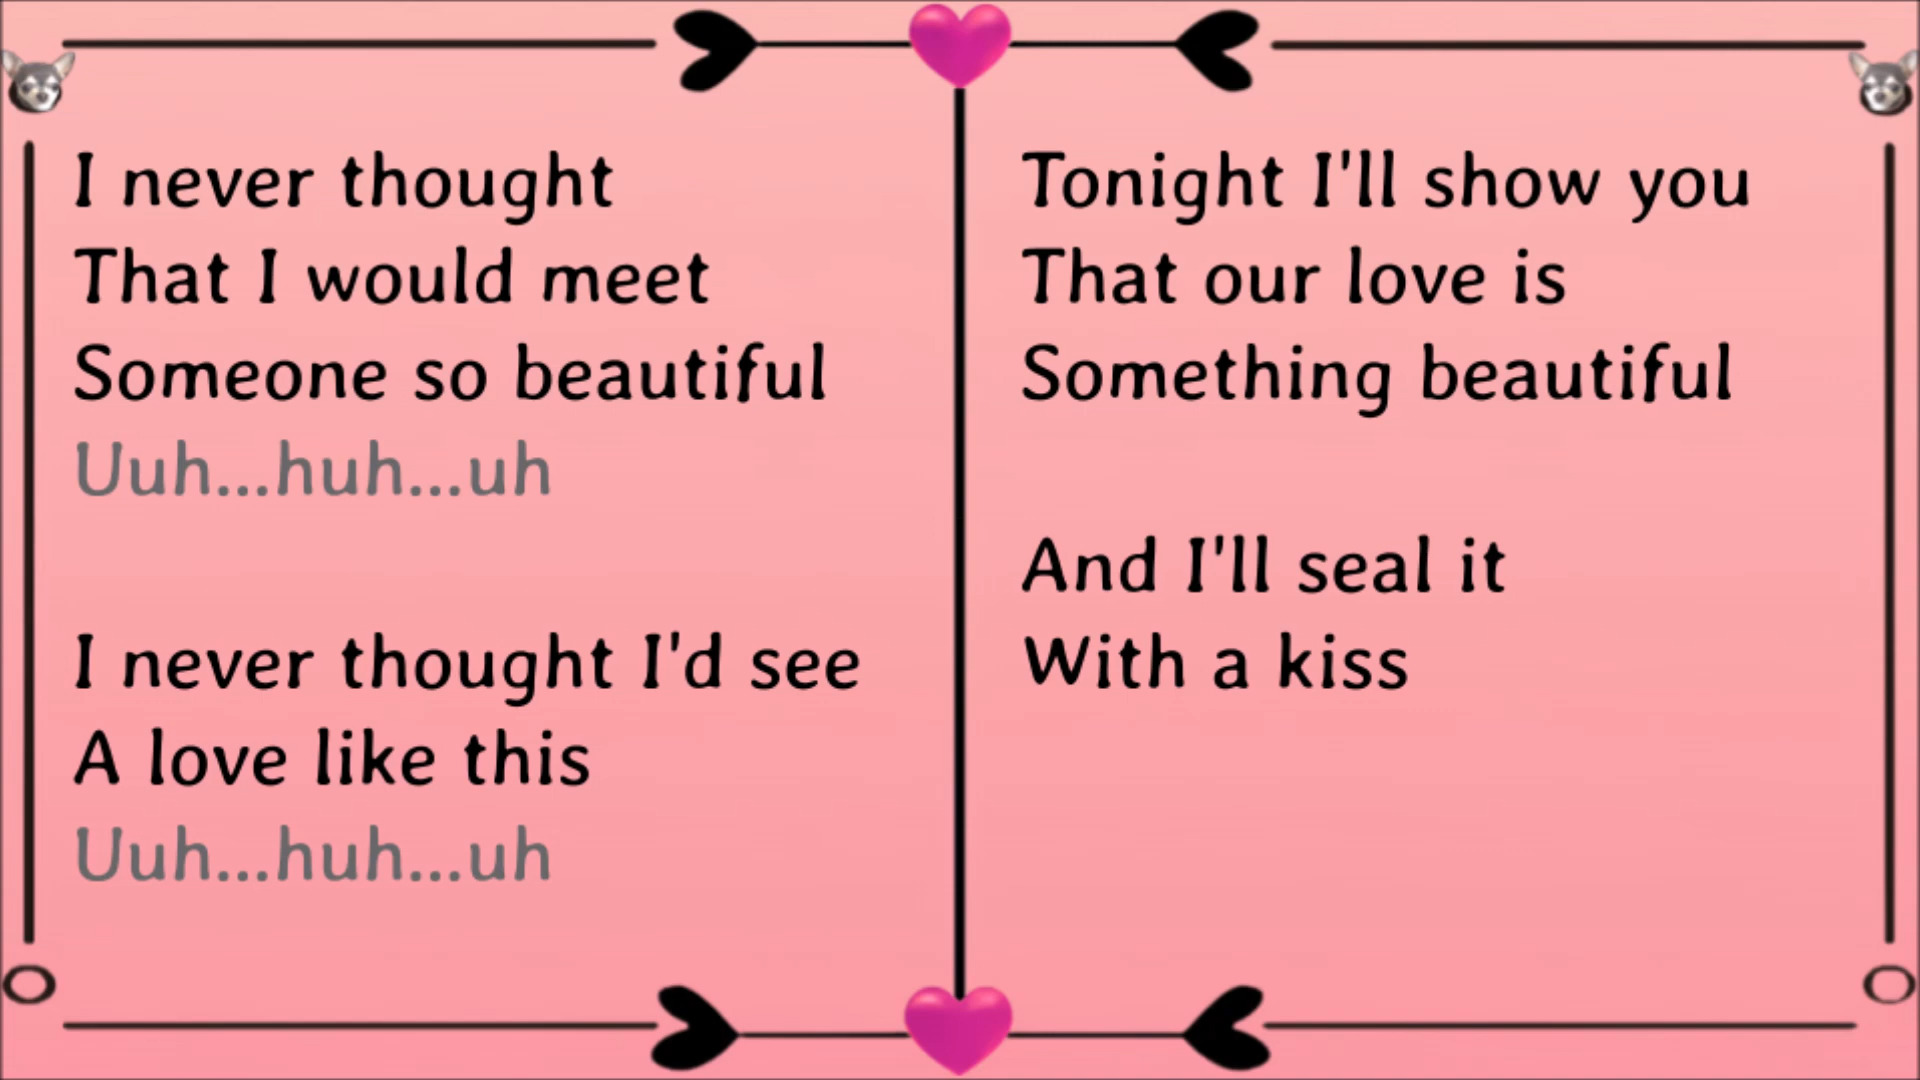 I never thought
That I would meet
Someone so beautiful
Uuh...huh...uh
I never thought I'd see
A love like this
Uuh...huh...uh
Tonight I'll show you
That our love is
Something beautiful
And I'll seal it
With a kiss